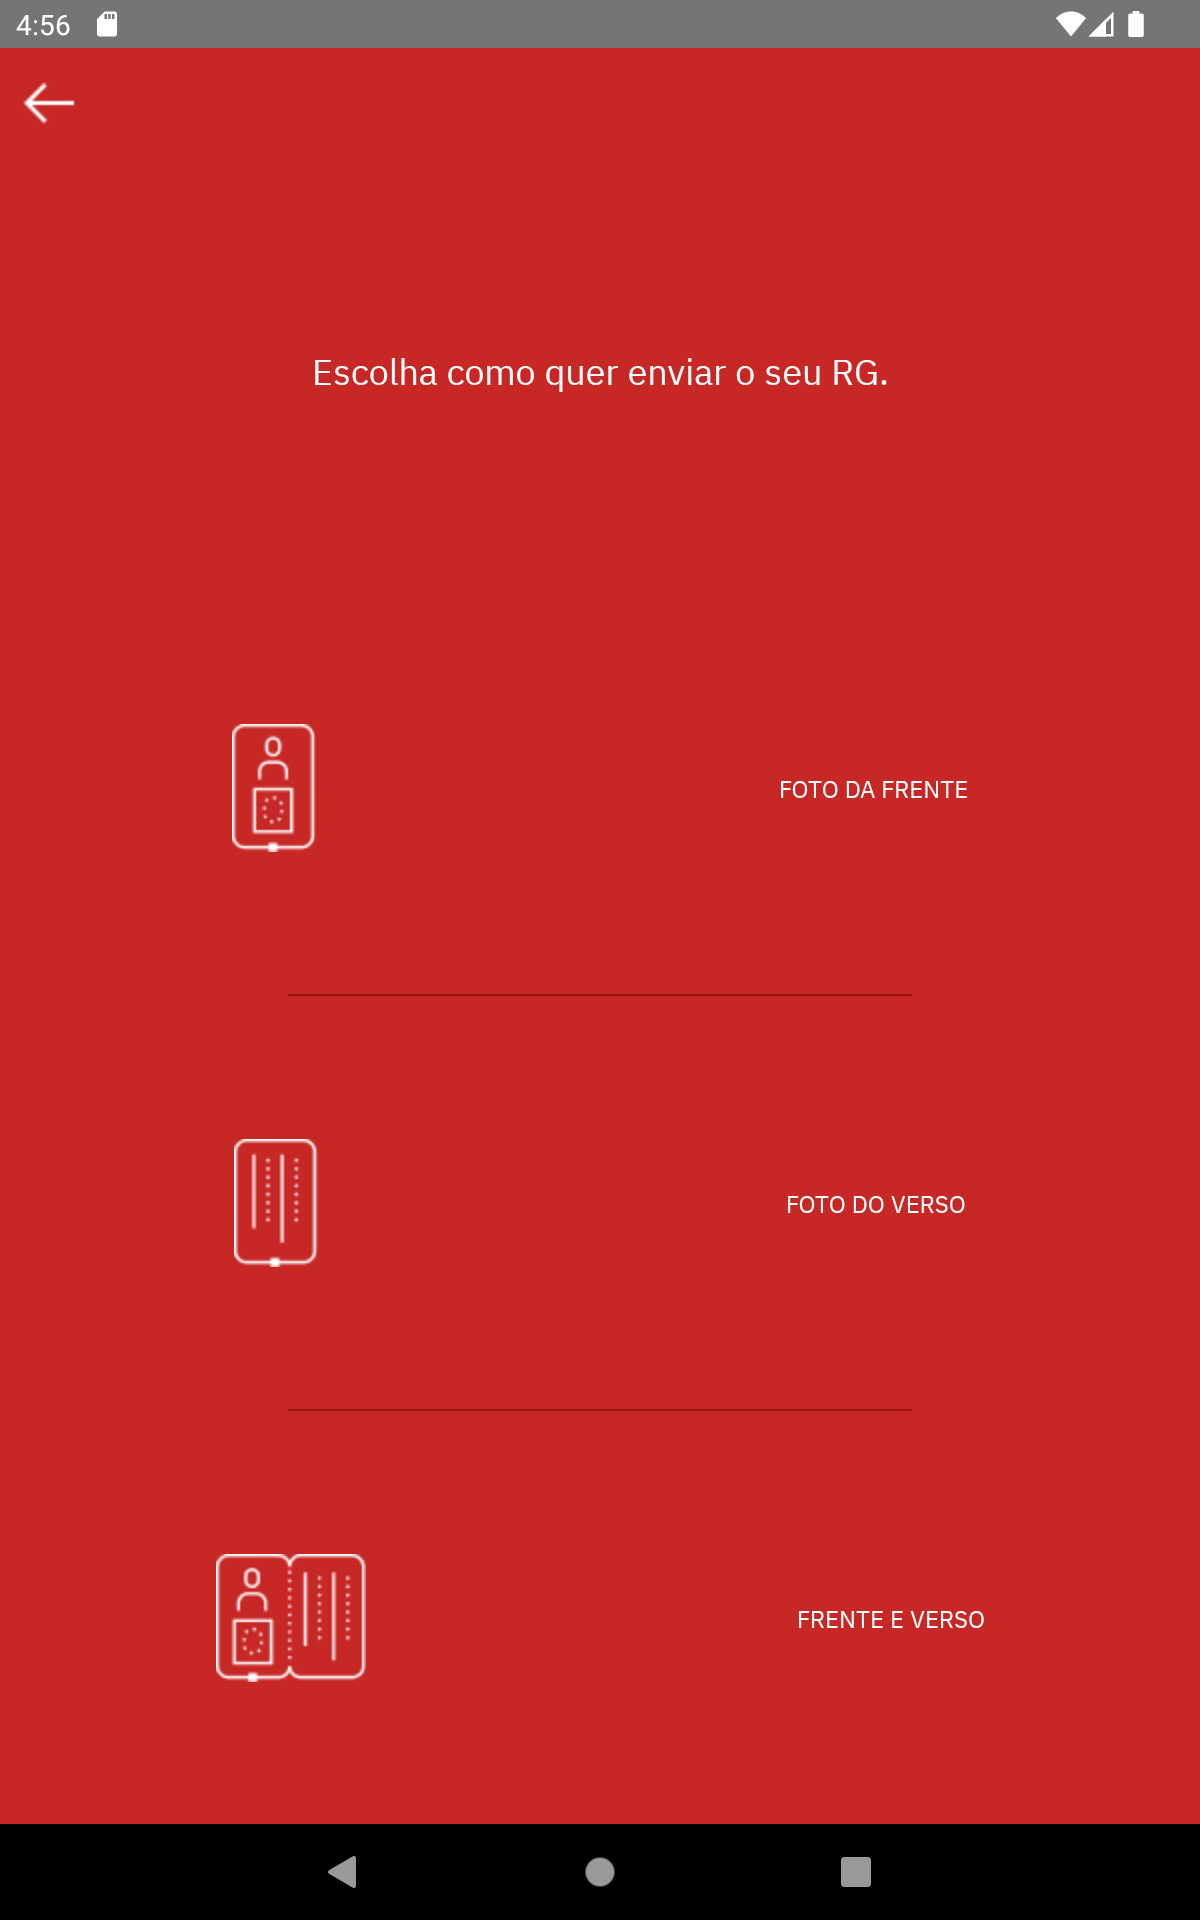 4:56
Escolha como quer enviar o seu RG.
FOTO DA FRENTE
FOTO DO VERSO
FRENTE E VERSO